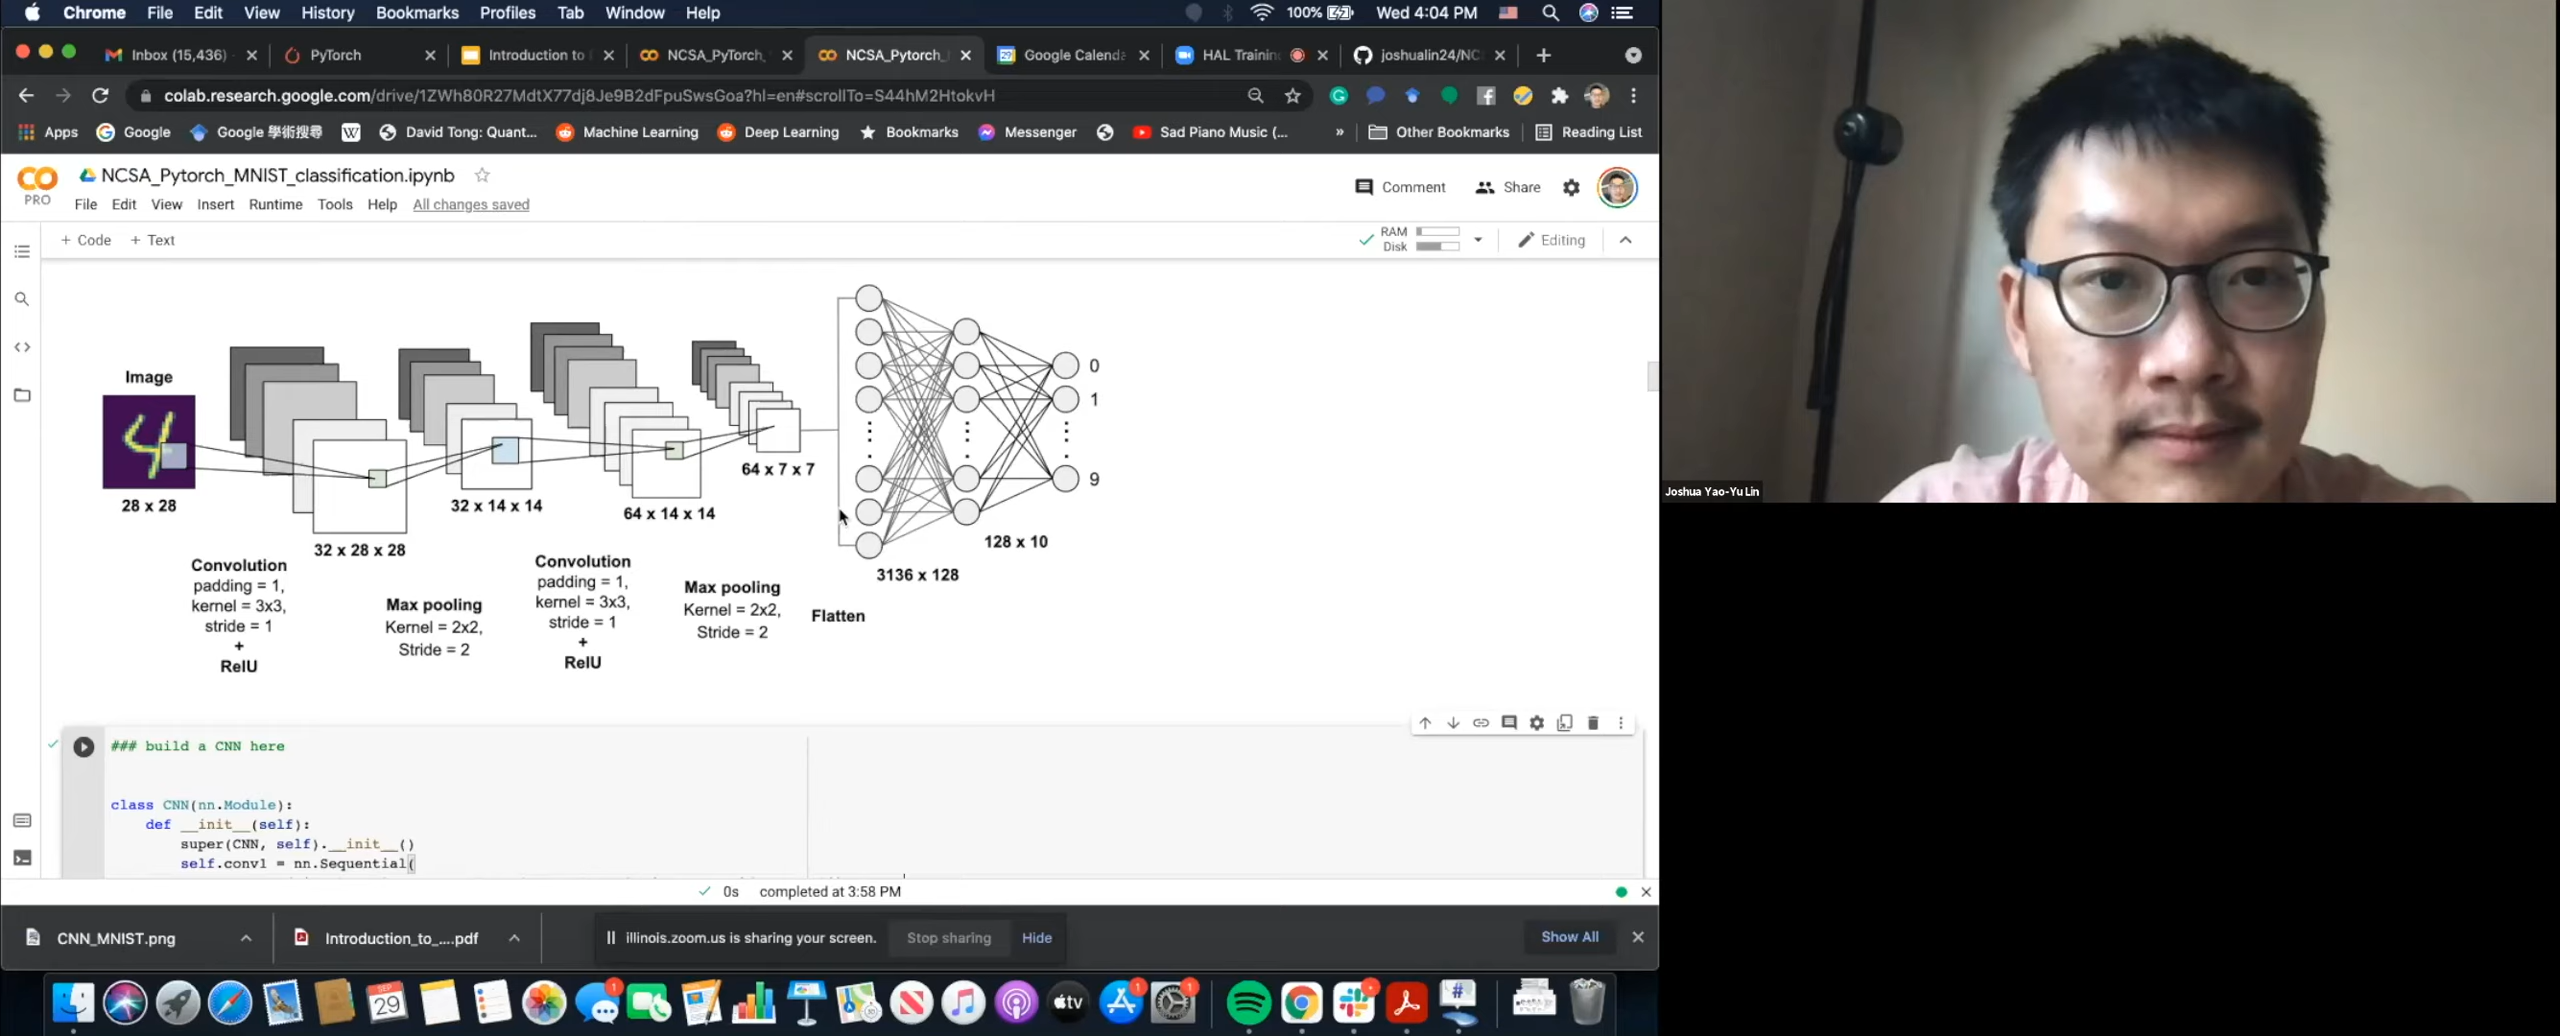 Chrome File Edit View History Bookmarks Profiles Tab Window Help 100% Wed 4:04 PM
Inbox (15,436) PyTorch Introduction to NCSA_PyTorch_ NCSA_Pytorch_ Google Calenda HAL Training joshualin24/NC
colab.research.google.com/drive/1ZWh80R27MdtX77dj8Je9B2dFpuSwsGoa?hl=en#scrollTo=S44hM2HtokvH
Apps Google Google 學術搜尋 W David Tong: Quant... Machine Learning Deep Learning Bookmarks Messenger Sad Piano Music (... » Other Bookmarks Reading List
CO PRO
NCSA_Pytorch_MNIST_classification.ipynb
Comment Share
File Edit View Insert Runtime Tools Help All changes saved
+ Code + Text
RAM
Disk
Editing
Image
28 x 28
32 x 28 x 28
32 x 14 x 14
64 x 14 x 14
64 x 7 x 7
0
1
9
128 x 10
3136 x 128
Convolution
padding = 1,
kernel = 3x3,
stride = 1
+
RelU
Max pooling
Kernel = 2x2,
Stride = 2
Convolution
padding = 1,
kernel = 3x3,
stride = 1
+
RelU
Max pooling
Kernel = 2x2,
Stride = 2
Flatten
### build a CNN here
class CNN(nn.Module):
def __init__(self):
super(CNN, self).__init__()
self.conv1 = nn.Sequential(
0s completed at 3:58 PM
CNN_MNIST.png
Introduction_to_....pdf
illinois.zoom.us is sharing your screen. Stop sharing Hide
Show All
SEP
29
tv
Joshua Yao-Yu Lin